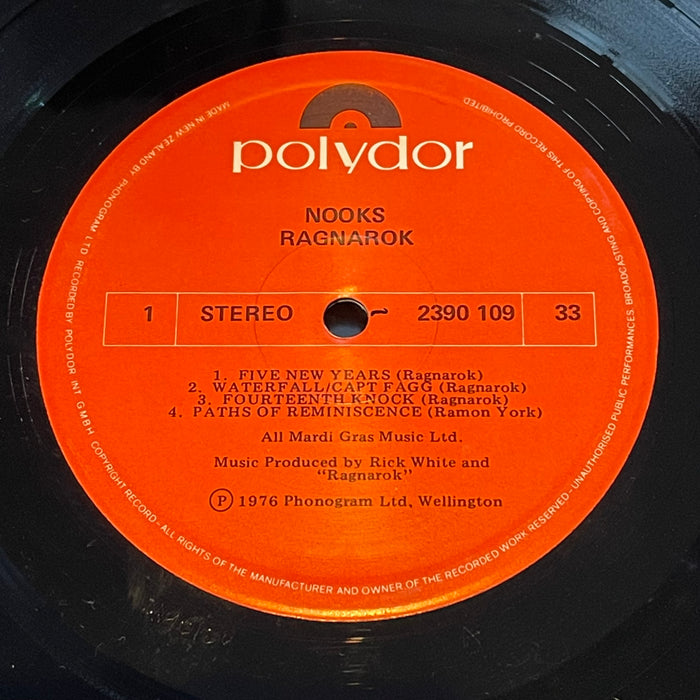 polydor
NOOKS
RAGNAROK
1 STEREO 2390 109 33
1. FIVE NEW YEARS (Ragnarok)
2. WATERFALL/CAPT FAGG (Ragnarok)
3. FOURTEENTH KNOCK (Ragnarok)
4. PATHS OF REMINISCENCE (Ramon York)
All Mardi Gras Music Ltd.
Music Produced by Rick White and
“Ragnarok”
Ⓟ 1976 Phonogram Ltd, Wellington
MADE IN NEW ZEALAND BY PHONOGRAM LTD. RECORDED BY POLYDOR INT GMBH COPYRIGHT RECORD - ALL RIGHTS OF THE MANUFACTURER AND OWNER OF THE RECORDED WORK RESERVED - UNAUTHORISED PUBLIC PERFORMANCES. BROADCASTING AND COPYING OF THIS RECORD PROHIBITED